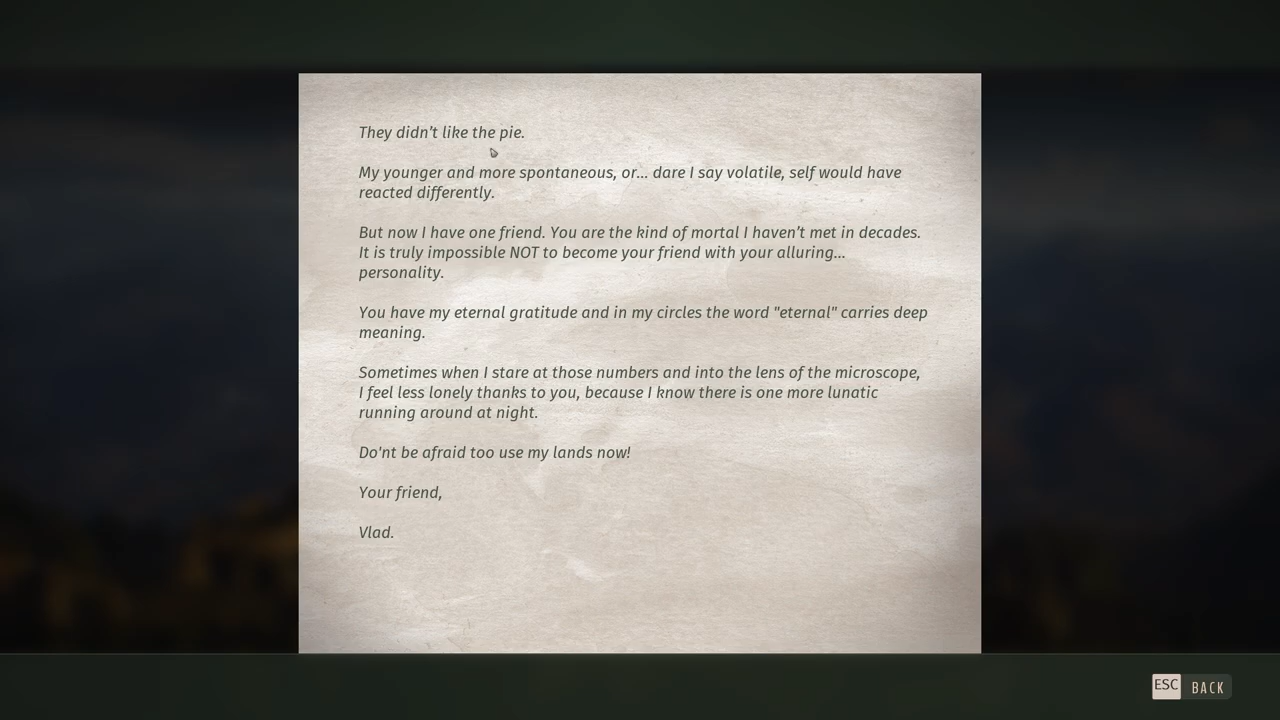 They didn't like the pie.
My younger and more spontaneous, or... dare I say volatile, self would have
reacted differently.
But now I have one friend. You are the kind of mortal I haven't met in decades.
It is truly impossible NOT to become your friend with your alluring...
personality.
You have my eternal gratitude and in my circles the word "eternal" carries deep
meaning.
Sometimes when I stare at those numbers and into the lens of the microscope,
I feel less lonely thanks to you, because I know there is one more lunatic
running around at night.
Do'nt be afraid too use my lands now!
Your friend,
Vlad.
ESC BACK